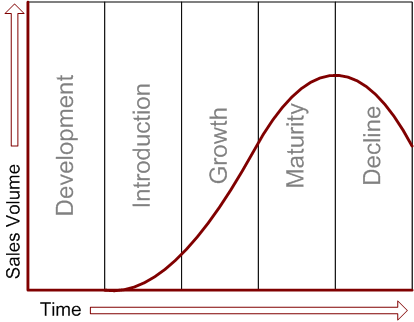 Sales Volume
Development
Introduction
Growth
Maturity
Decline
Time